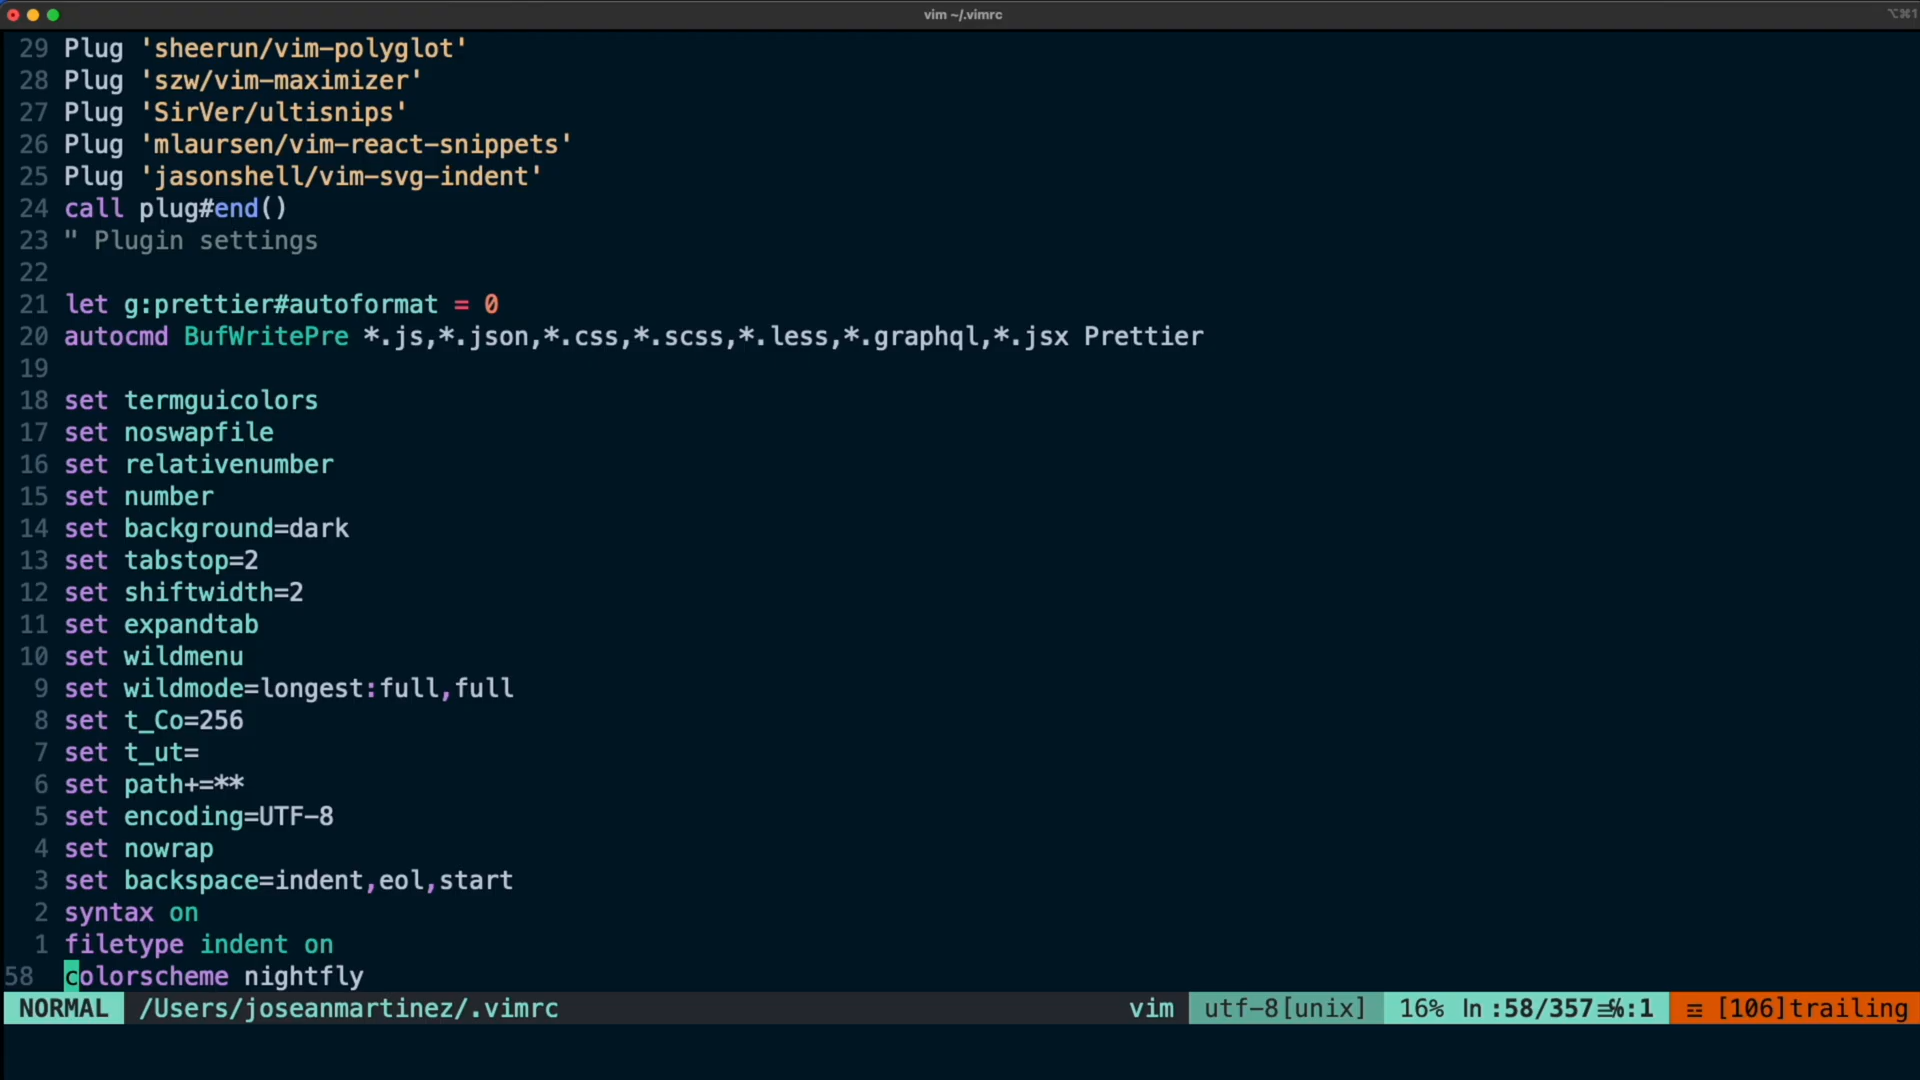 vim ~/.vimrc
⌥⌘1
29 Plug 'sheerun/vim-polyglot'
28 Plug 'szw/vim-maximizer'
27 Plug 'SirVer/ultisnips'
26 Plug 'mlaursen/vim-react-snippets'
25 Plug 'jasonshell/vim-svg-indent'
24 call plug#end()
23 " Plugin settings
22
21 let g:prettier#autoformat = 0
20 autocmd BufWritePre *.js,*.json,*.css,*.scss,*.less,*.graphql,*.jsx Prettier
19
18 set termguicolors
17 set noswapfile
16 set relativenumber
15 set number
14 set background=dark
13 set tabstop=2
12 set shiftwidth=2
11 set expandtab
10 set wildmenu
9 set wildmode=longest:full,full
8 set t_Co=256
7 set t_ut=
6 set path+=**
5 set encoding=UTF-8
4 set nowrap
3 set backspace=indent,eol,start
2 syntax on
1 filetype indent on
58 colorscheme nightfly
NORMAL /Users/joseanmartinez/.vimrc vim utf-8[unix] 16% ln :58/357≡℅:1 ☲ [106]trailing